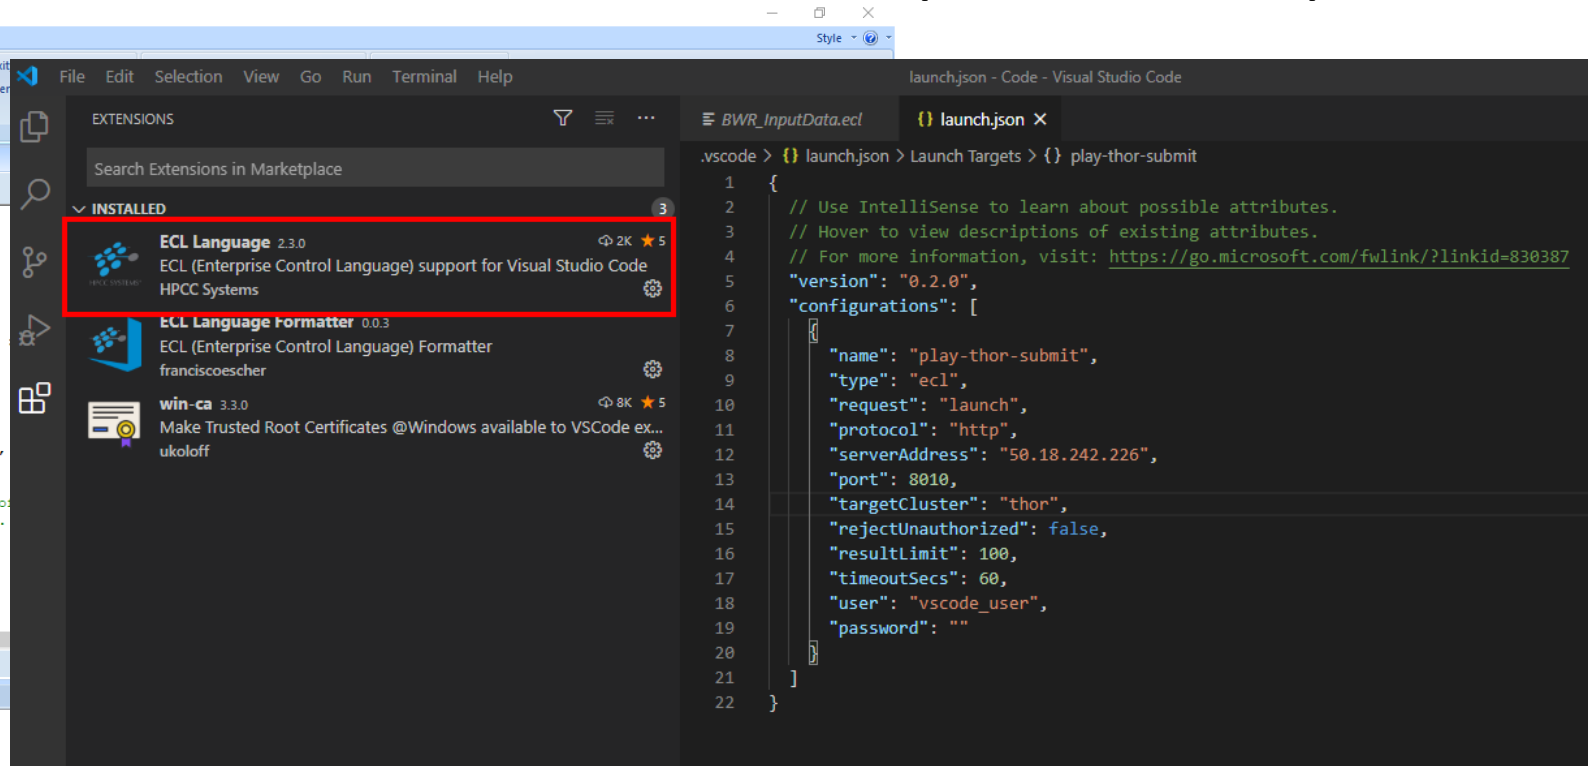 Style
File Edit Selection View Go Run Terminal Help
launch.json - Code - Visual Studio Code
EXTENSIONS
Search Extensions in Marketplace
INSTALLED 3
ECL Language 2.3.0 2K 5
ECL (Enterprise Control Language) support for Visual Studio Code
HPCC Systems
ECL Language Formatter 0.0.3
ECL (Enterprise Control Language) Formatter
franciscoescher
win-ca 3.3.0 8K 5
Make Trusted Root Certificates @Windows available to VSCode ex...
ukoloff
BWR_InputData.ecl {} launch.json
.vscode > {} launch.json > Launch Targets > {} play-thor-submit
1 {
2 // Use IntelliSense to learn about possible attributes.
3 // Hover to view descriptions of existing attributes.
4 // For more information, visit: https://go.microsoft.com/fwlink/?linkid=830387
5 "version": "0.2.0",
6 "configurations": [
7 {
8 "name": "play-thor-submit",
9 "type": "ecl",
10 "request": "launch",
11 "protocol": "http",
12 "serverAddress": "50.18.242.226",
13 "port": 8010,
14 "targetCluster": "thor",
15 "rejectUnauthorized": false,
16 "resultLimit": 100,
17 "timeoutSecs": 60,
18 "user": "vscode_user",
19 "password": ""
20 }
21 ]
22 }